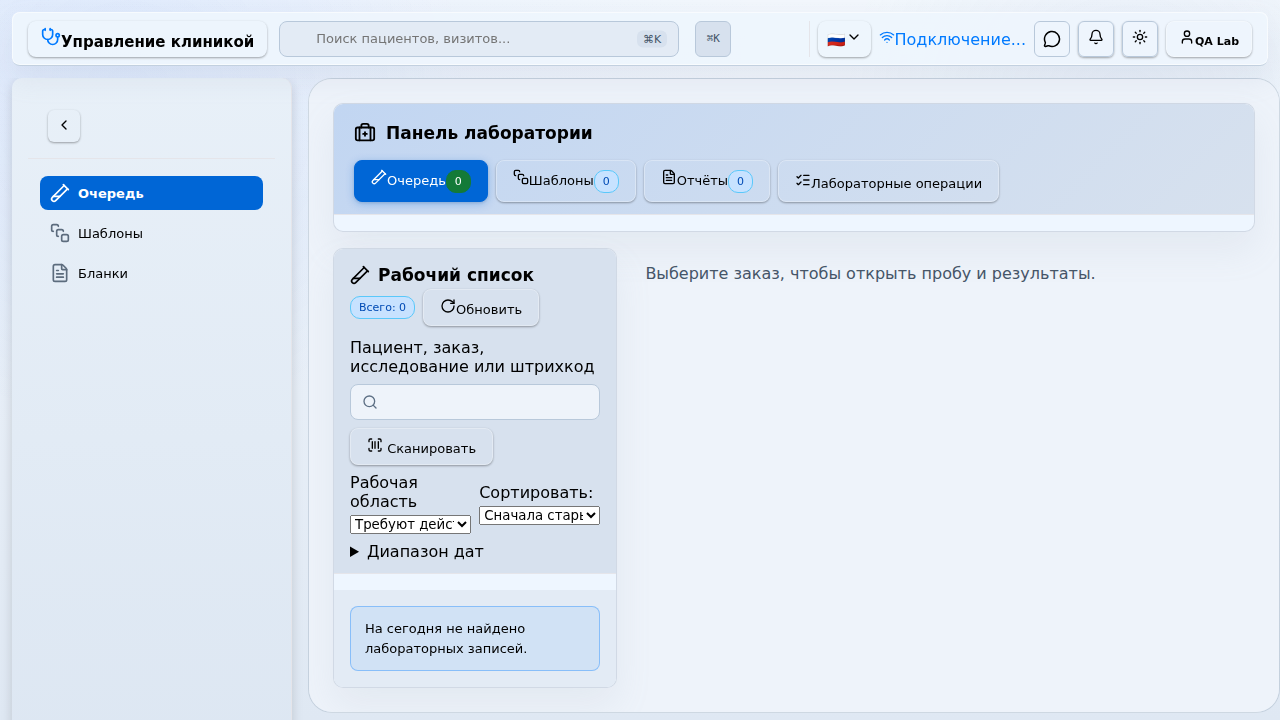 Управление клиникой
Поиск пациентов, визитов...
⌘K
⌘K
Подключение...
QA Lab
Очередь
Шаблоны
Бланки
Панель лаборатории
Очередь 0
Шаблоны 0
Отчёты 0
Лабораторные операции
Рабочий список
Всего: 0
Обновить
Пациент, заказ,
исследование или штрихкод
Сканировать
Рабочая
область
Требуют дейс
Сортировать:
Сначала стары
Диапазон дат
На сегодня не найдено
лабораторных записей.
Выберите заказ, чтобы открыть пробу и результаты.